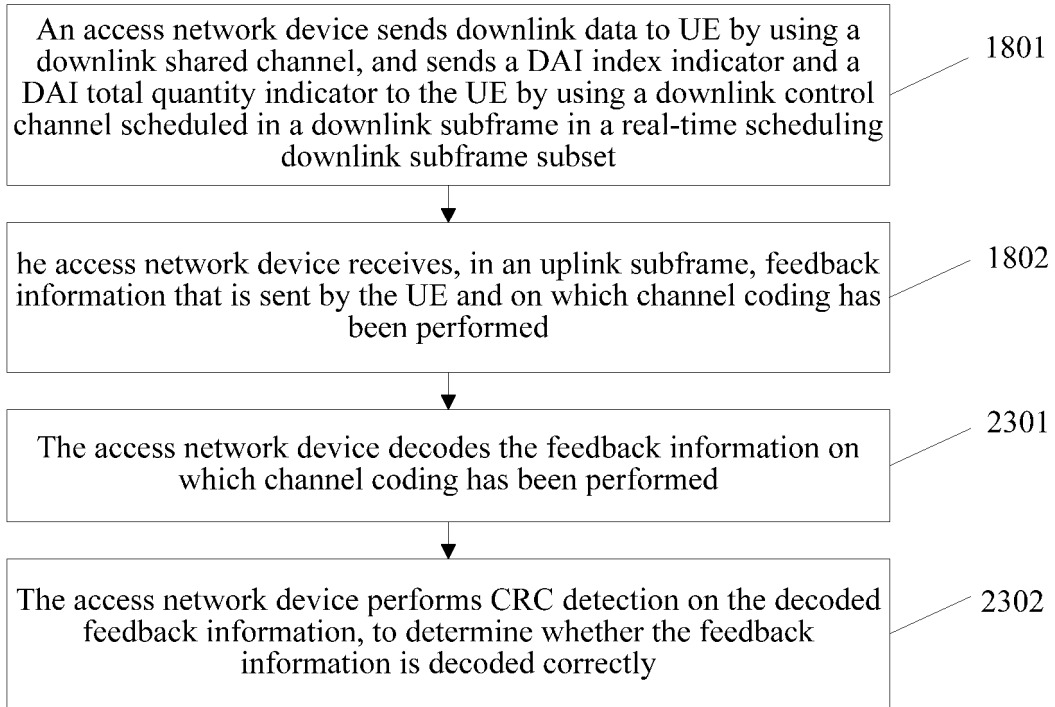 An access network device sends downlink data to UE by using a
downlink shared channel, and sends a DAI index indicator and a
DAI total quantity indicator to the UE by using a downlink control
channel scheduled in a downlink subframe in a real-time scheduling
downlink subframe subset
1801
he access network device receives, in an uplink subframe, feedback
information that is sent by the UE and on which channel coding has
been performed
1802
The access network device decodes the feedback information on
which channel coding has been performed
2301
The access network device performs CRC detection on the decoded
feedback information, to determine whether the feedback
information is decoded correctly
2302